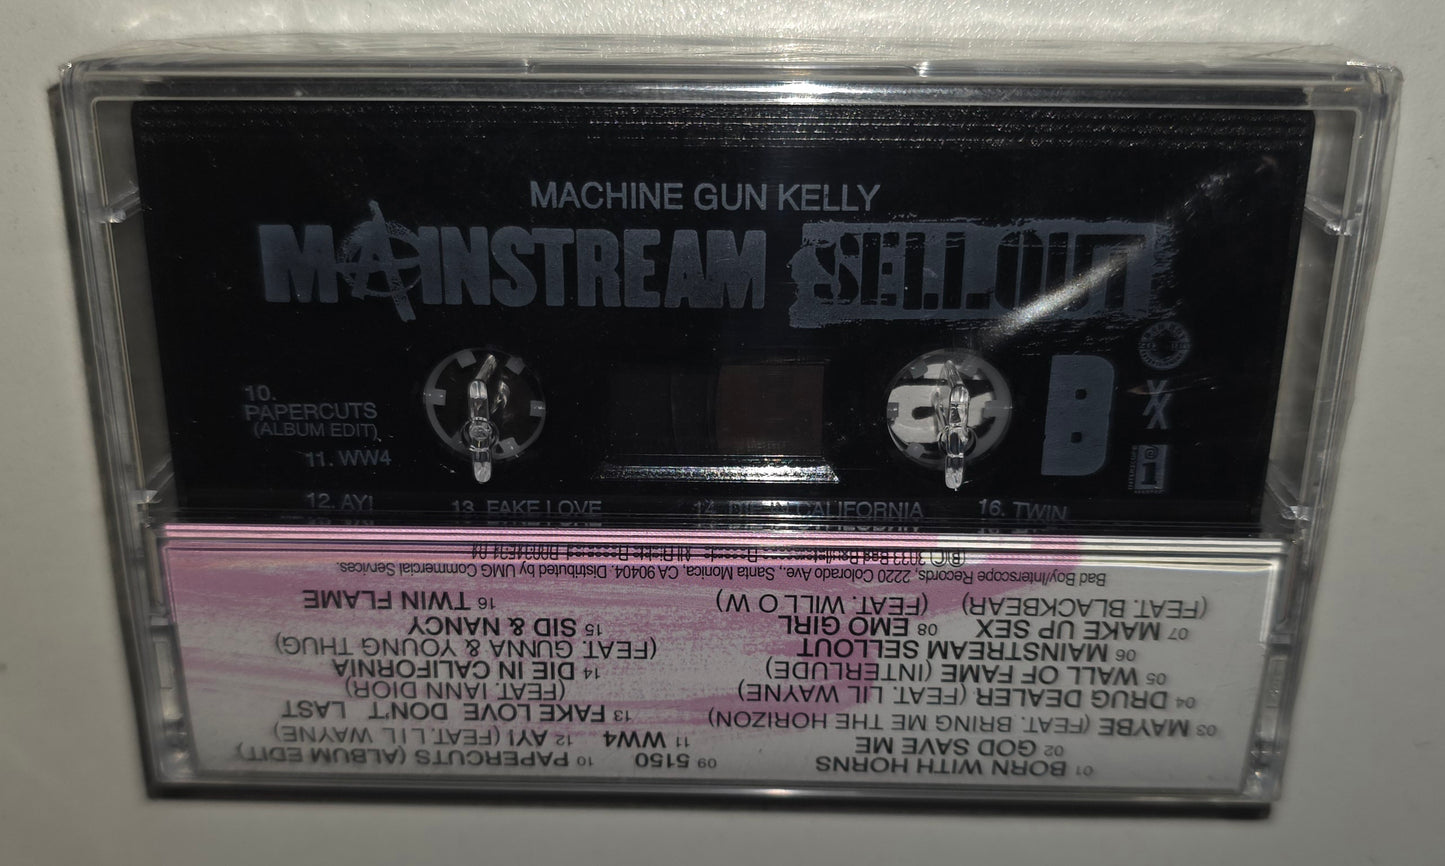 MACHINE GUN KELLY
MAINSTREAM SELLOUT
B
10.
PAPERCUTS
(ALBUM EDIT)
11. WW4
12. AYI
13. FAKE LOVE
14. DIE IN CALIFORNIA
16. TWIN
01 BORN WITH HORNS
02 GOD SAVE ME
03 MAYBE (FEAT. BRING ME THE HORIZON)
04 DRUG DEALER (FEAT. LIL WAYNE)
05 WALL OF FAME (INTERLUDE)
06 MAINSTREAM SELLOUT
07 MAKE UP SEX 08 EMO GIRL
(FEAT. BLACKBEAR) (FEAT. WILLOW)
09 5150 10 PAPERCUTS (ALBUM EDIT)
11 WW4 12 AY! (FEAT. LIL WAYNE)
13 FAKE LOVE DON'T LAST
(FEAT. IANN DIOR)
14 DIE IN CALIFORNIA
(FEAT. GUNNA & YOUNG THUG)
15 SID & NANCY
16 TWIN FLAME
Bad Boy/Interscope Records, 2220 Colorado Ave., Santa Monica, CA 90404. Distributed by UMG Commercial Services.